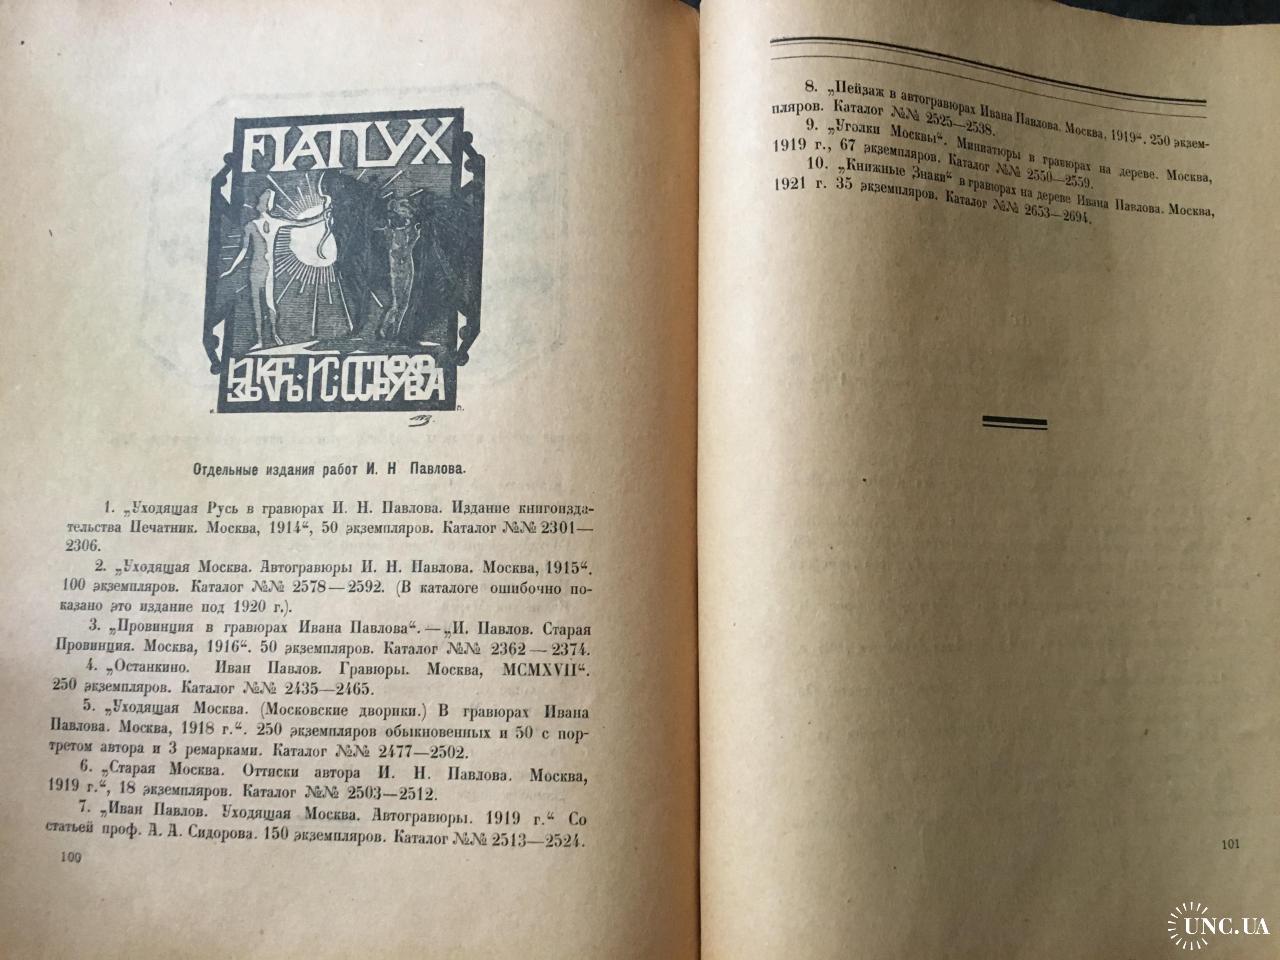 Отдельные издания работ И. Н Павлова.
1. „Уходящая Русь в гравюрах И. Н. Павлова. Издание книгоизда-
тельства Печатник. Москва, 1914“, 50 экземпляров. Каталог №№ 2301—
2306.
2. „Уходящая Москва. Автогравюры И. Н. Павлова. Москва, 1915“.
100 экземпляров. Каталог №№ 2578—2592. (В каталоге ошибочно по-
казано это издание под 1920 г.).
3. „Провинция в гравюрах Ивана Павлова“.—„И. Павлов. Старая
Провинция. Москва, 1916“. 50 экземпляров. Каталог №№ 2362—2374.
4. „Останкино. Иван Павлов. Гравюры. Москва, MCMXVII“.
250 экземпляров. Каталог №№ 2435—2465.
5. „Уходящая Москва. (Московские дворики.) В гравюрах Ивана
Павлова. Москва, 1918 г.“. 250 экземпляров обыкновенных и 50 с пор-
третом автора и 3 ремарками. Каталог №№ 2477—2502.
6. „Старая Москва. Оттиски автора И. Н. Павлова. Москва,
1919 г.“, 18 экземпляров. Каталог №№ 2503—2512.
7. „Иван Павлов. Уходящая Москва. Автогравюры. 1919 г.“ Со
статьей проф. А. А. Сидорова. 150 экземпляров. Каталог №№ 2513—2524.
100
8. „Пейзаж в автогравюрах Ивана Павлова. Москва, 1919“. 250 экзем-
пляров. Каталог №№ 2525—2538.
9. „Уголки Москвы“. Миниатюры в гравюрах на дереве. Москва,
1919 г., 67 экземпляров. Каталог №№ 2550—2559.
10. „Книжные Знаки“ в гравюрах на дереве Ивана Павлова. Москва,
1921 г. 35 экземпляров. Каталог №№ 2653—2694.
101
UNC.UA